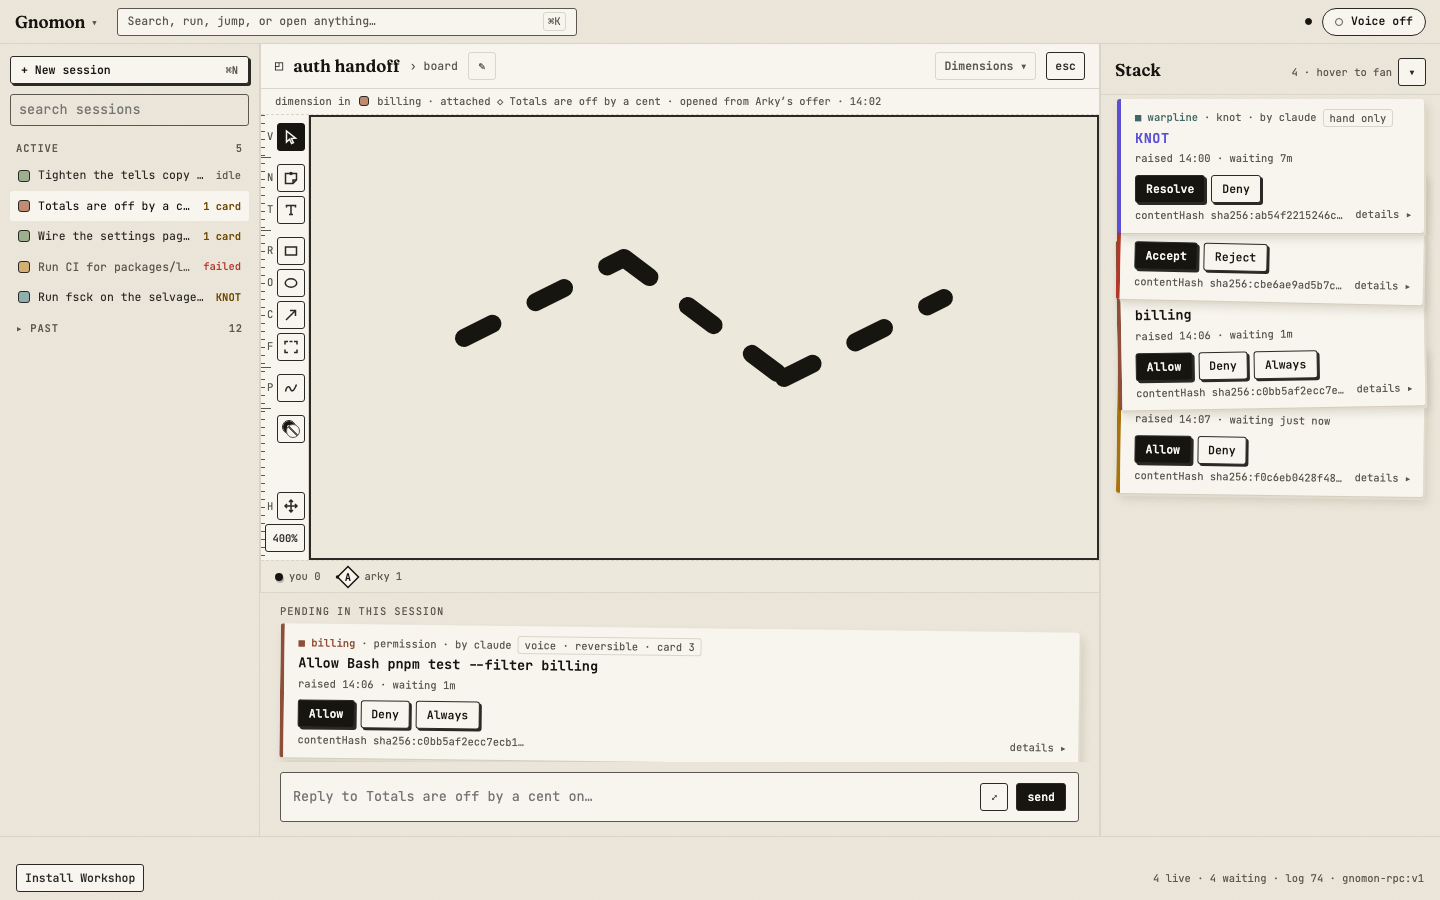 Gnomon ▾
Search, run, jump, or open anything… ⌘K
Voice off
+ New session ⌘N
search sessions
ACTIVE 5
Tighten the tells copy … idle
Totals are off by a c… 1 card
Wire the settings pag… 1 card
Run CI for packages/l… failed
Run fsck on the selvage… KNOT
▸ PAST 12
auth handoff › board
Dimensions ▾ esc
dimension in billing · attached ◇ Totals are off by a cent · opened from Arky's offer · 14:02
V
N
T
R
O
C
F
P
H
400%
you 0 A arky 1
PENDING IN THIS SESSION
billing · permission · by claude voice · reversible · card 3
Allow Bash pnpm test --filter billing
raised 14:06 · waiting 1m
Allow Deny Always
contentHash sha256:c0bb5af2ecc7ecb1…
details ▸
Reply to Totals are off by a cent on…
send
Stack 4 · hover to fan ▾
warpline · knot · by claude hand only
KNOT
raised 14:00 · waiting 7m
Resolve Deny
contentHash sha256:ab54f2215246c… details ▸
Accept Reject
contentHash sha256:cbe6ae9ad5b7c… details ▸
billing
raised 14:06 · waiting 1m
Allow Deny Always
contentHash sha256:c0bb5af2ecc7e… details ▸
raised 14:07 · waiting just now
Allow Deny
contentHash sha256:f0c6eb0428f48… details ▸
Install Workshop
4 live · 4 waiting · log 74 · gnomon-rpc:v1